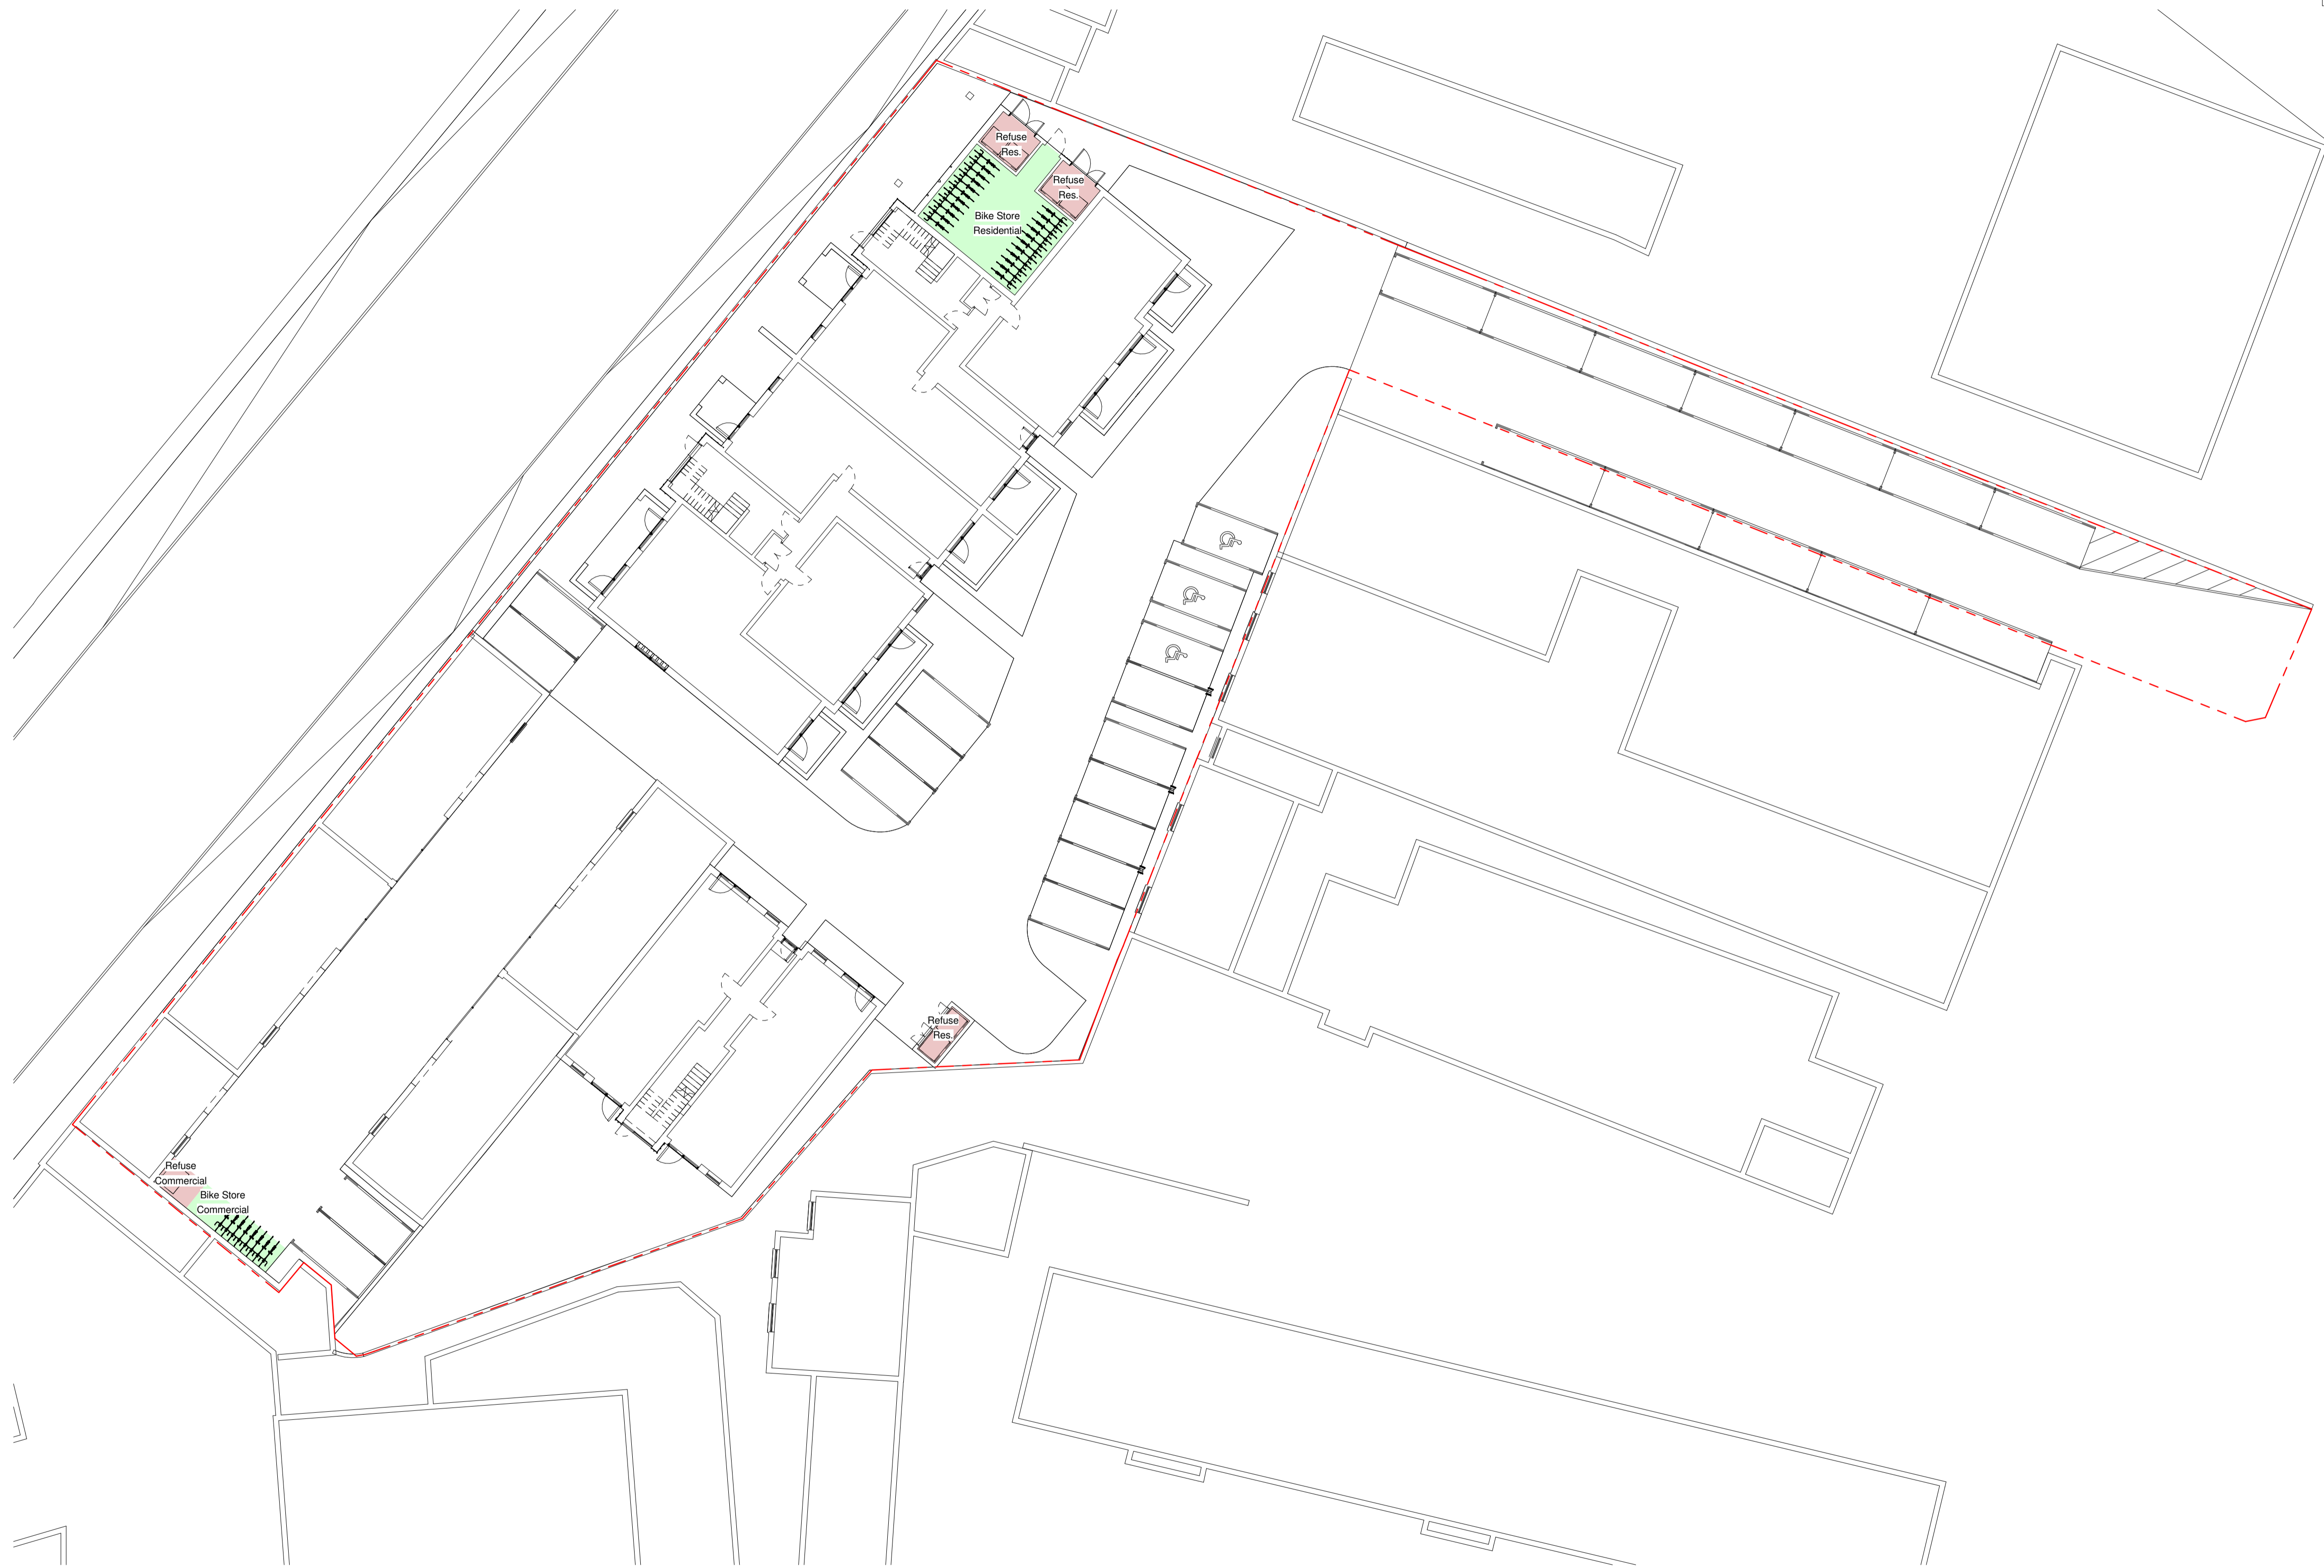 Refuse
Res.
Refuse
Res.
Bike Store
Residential
Refuse
Res.
Refuse
Commercial
Bike Store
Commercial